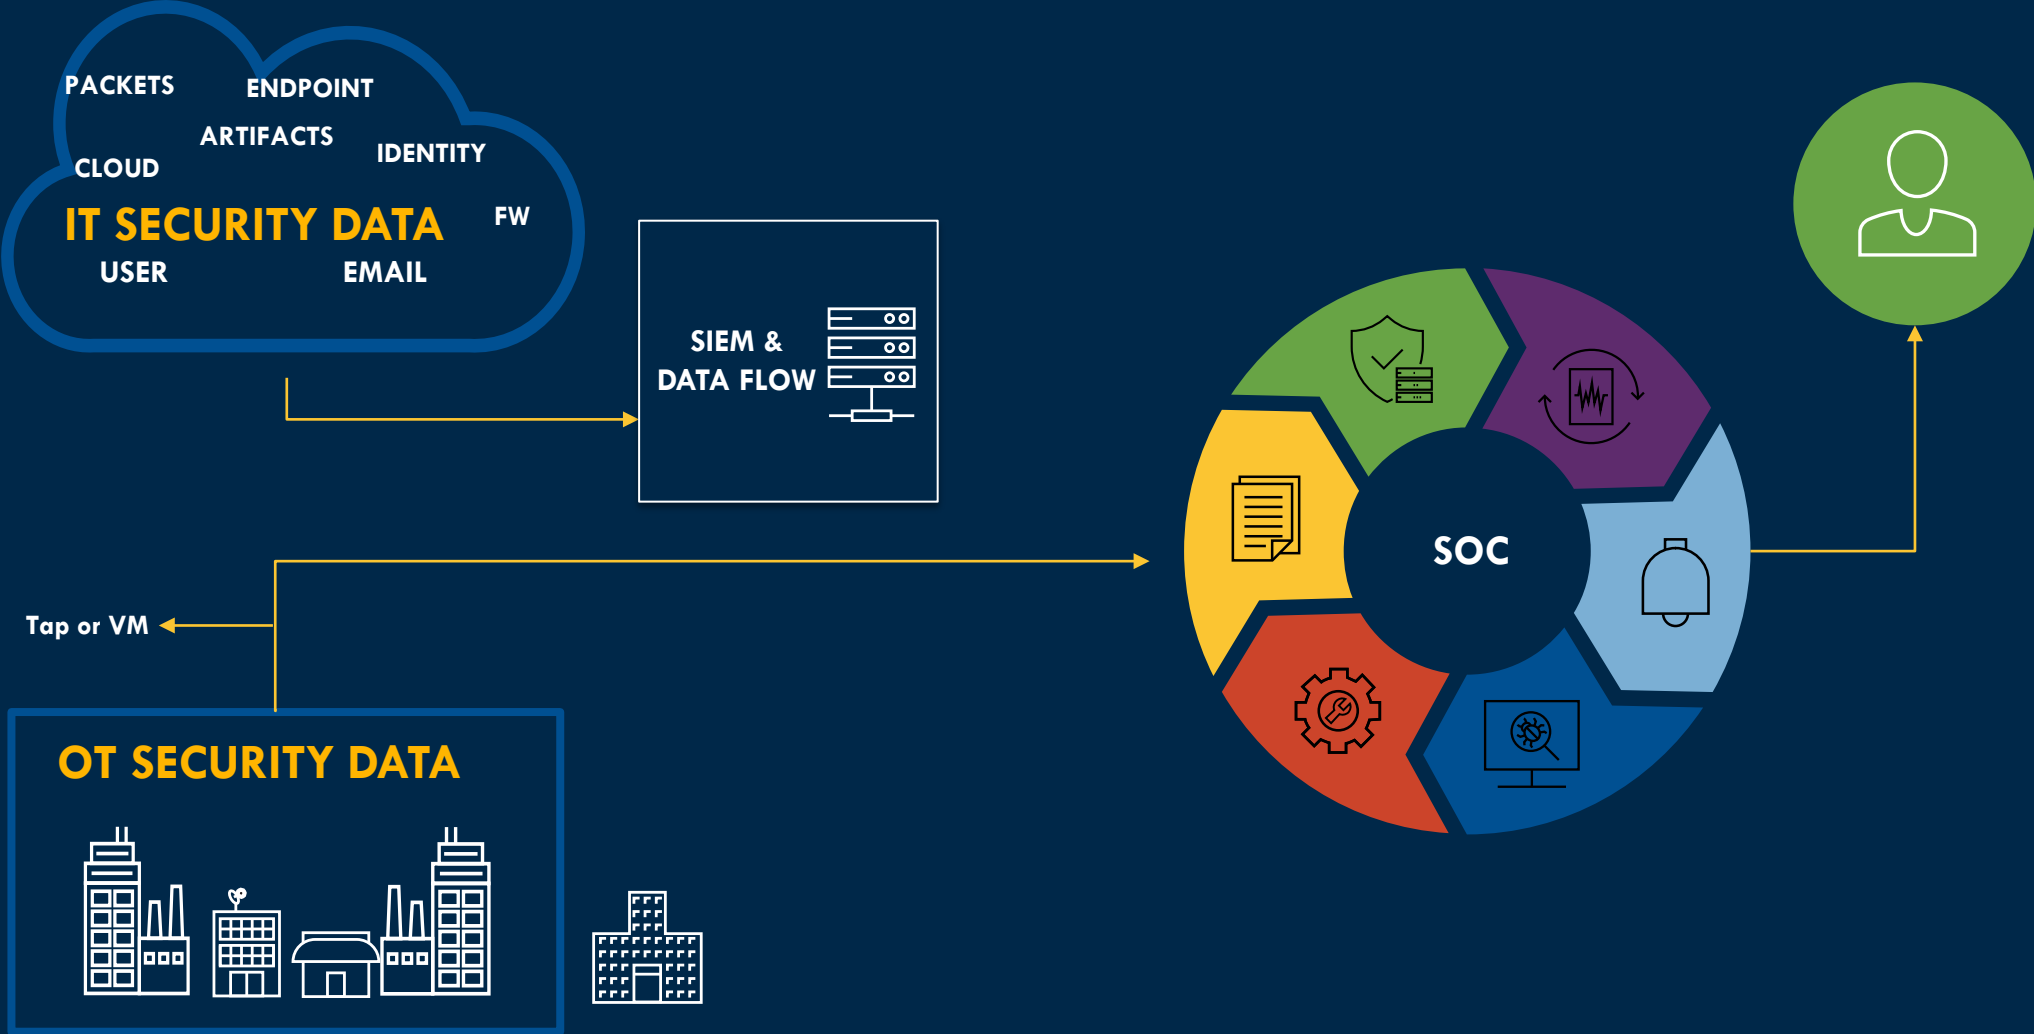 PACKETS
ENDPOINT
ARTIFACTS
IDENTITY
CLOUD
IT SECURITY DATA
FW
USER
EMAIL
SIEM &
DATA FLOW
SOC
Tap or VM
OT SECURITY DATA